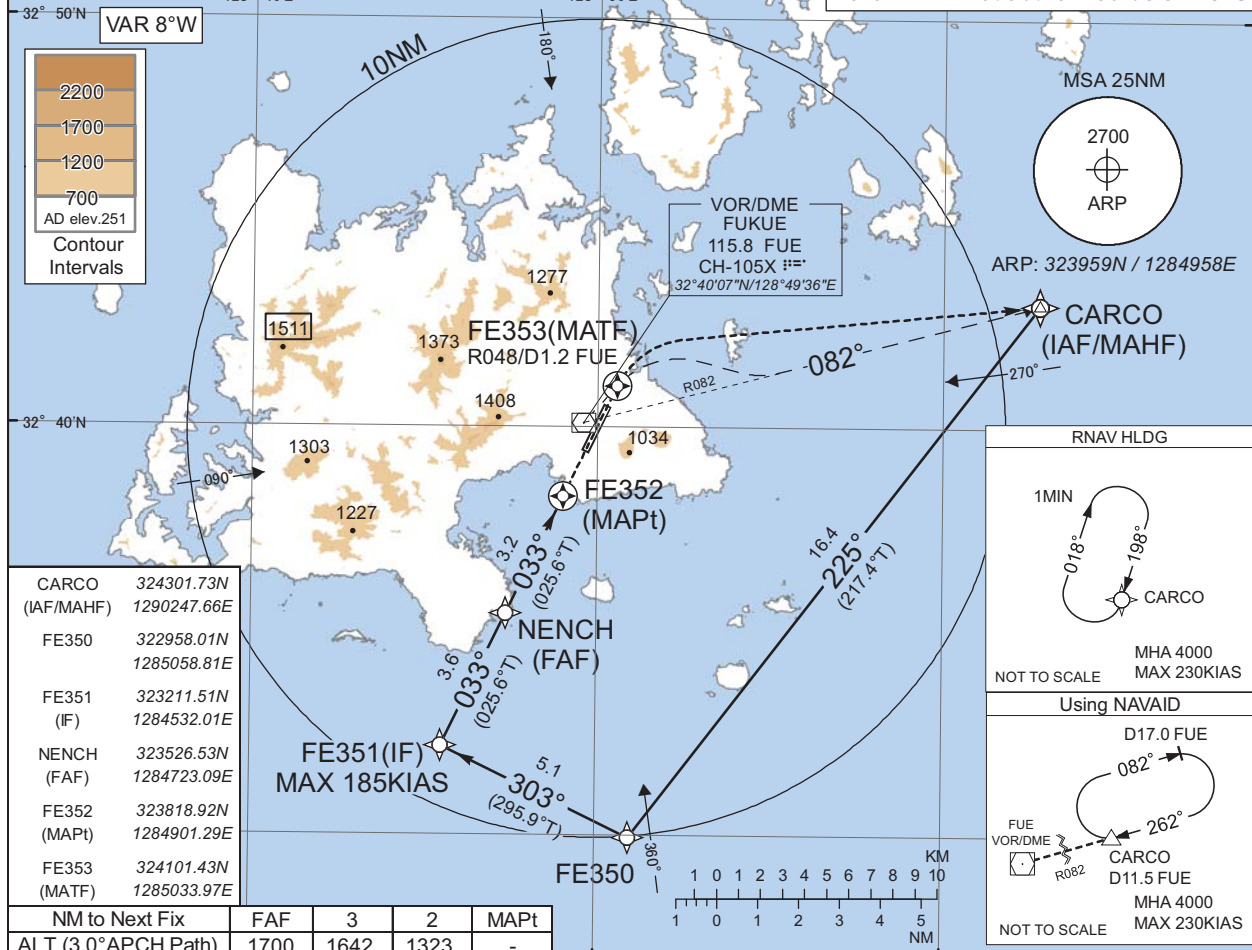 32° 50'N
VAR 8°W
2200
1700
1200
700
AD elev.251
Contour
Intervals
10NM
180°
MSA 25NM
2700
ARP
ARP: 323959N / 1284958E
VOR/DME
FUKUE
115.8 FUE
CH-105X
32°40'07"N/128°49'36"E
1277
1511
1373
FE353(MATF)
R048/D1.2 FUE
CARCO
(IAF/MAHF)
082°
R082
270°
32° 40'N
1408
1303
1034
090°
1227
FE352
(MAPt)
3.2
033°
(025.6°T)
16.4
225°
(217.4°T)
NENCH
(FAF)
3.6
033°
(025.6°T)
FE351(IF)
MAX 185KIAS
5.1
303°
(295.9°T)
FE350
360°
KM
1 0 1 2 3 4 5 6 7 8 9 10
1 0 1 2 3 4 5
NM
RNAV HLDG
1MIN
018°
198°
CARCO
MHA 4000
NOT TO SCALE
MAX 230KIAS
Using NAVAID
D17.0 FUE
082°
262°
FUE
VOR/DME
R082
CARCO
D11.5 FUE
MHA 4000
NOT TO SCALE
MAX 230KIAS
CARCO 324301.73N
(IAF/MAHF) 1290247.66E
FE350 322958.01N
1285058.81E
FE351 323211.51N
(IF) 1284532.01E
NENCH 323526.53N
(FAF) 1284723.09E
FE352 323818.92N
(MAPt) 1284901.29E
FE353 324101.43N
(MATF) 1285033.97E
NM to Next Fix FAF 3 2 MAPt
ALT (3.0°APCH Path) 1700 1642 1323 -